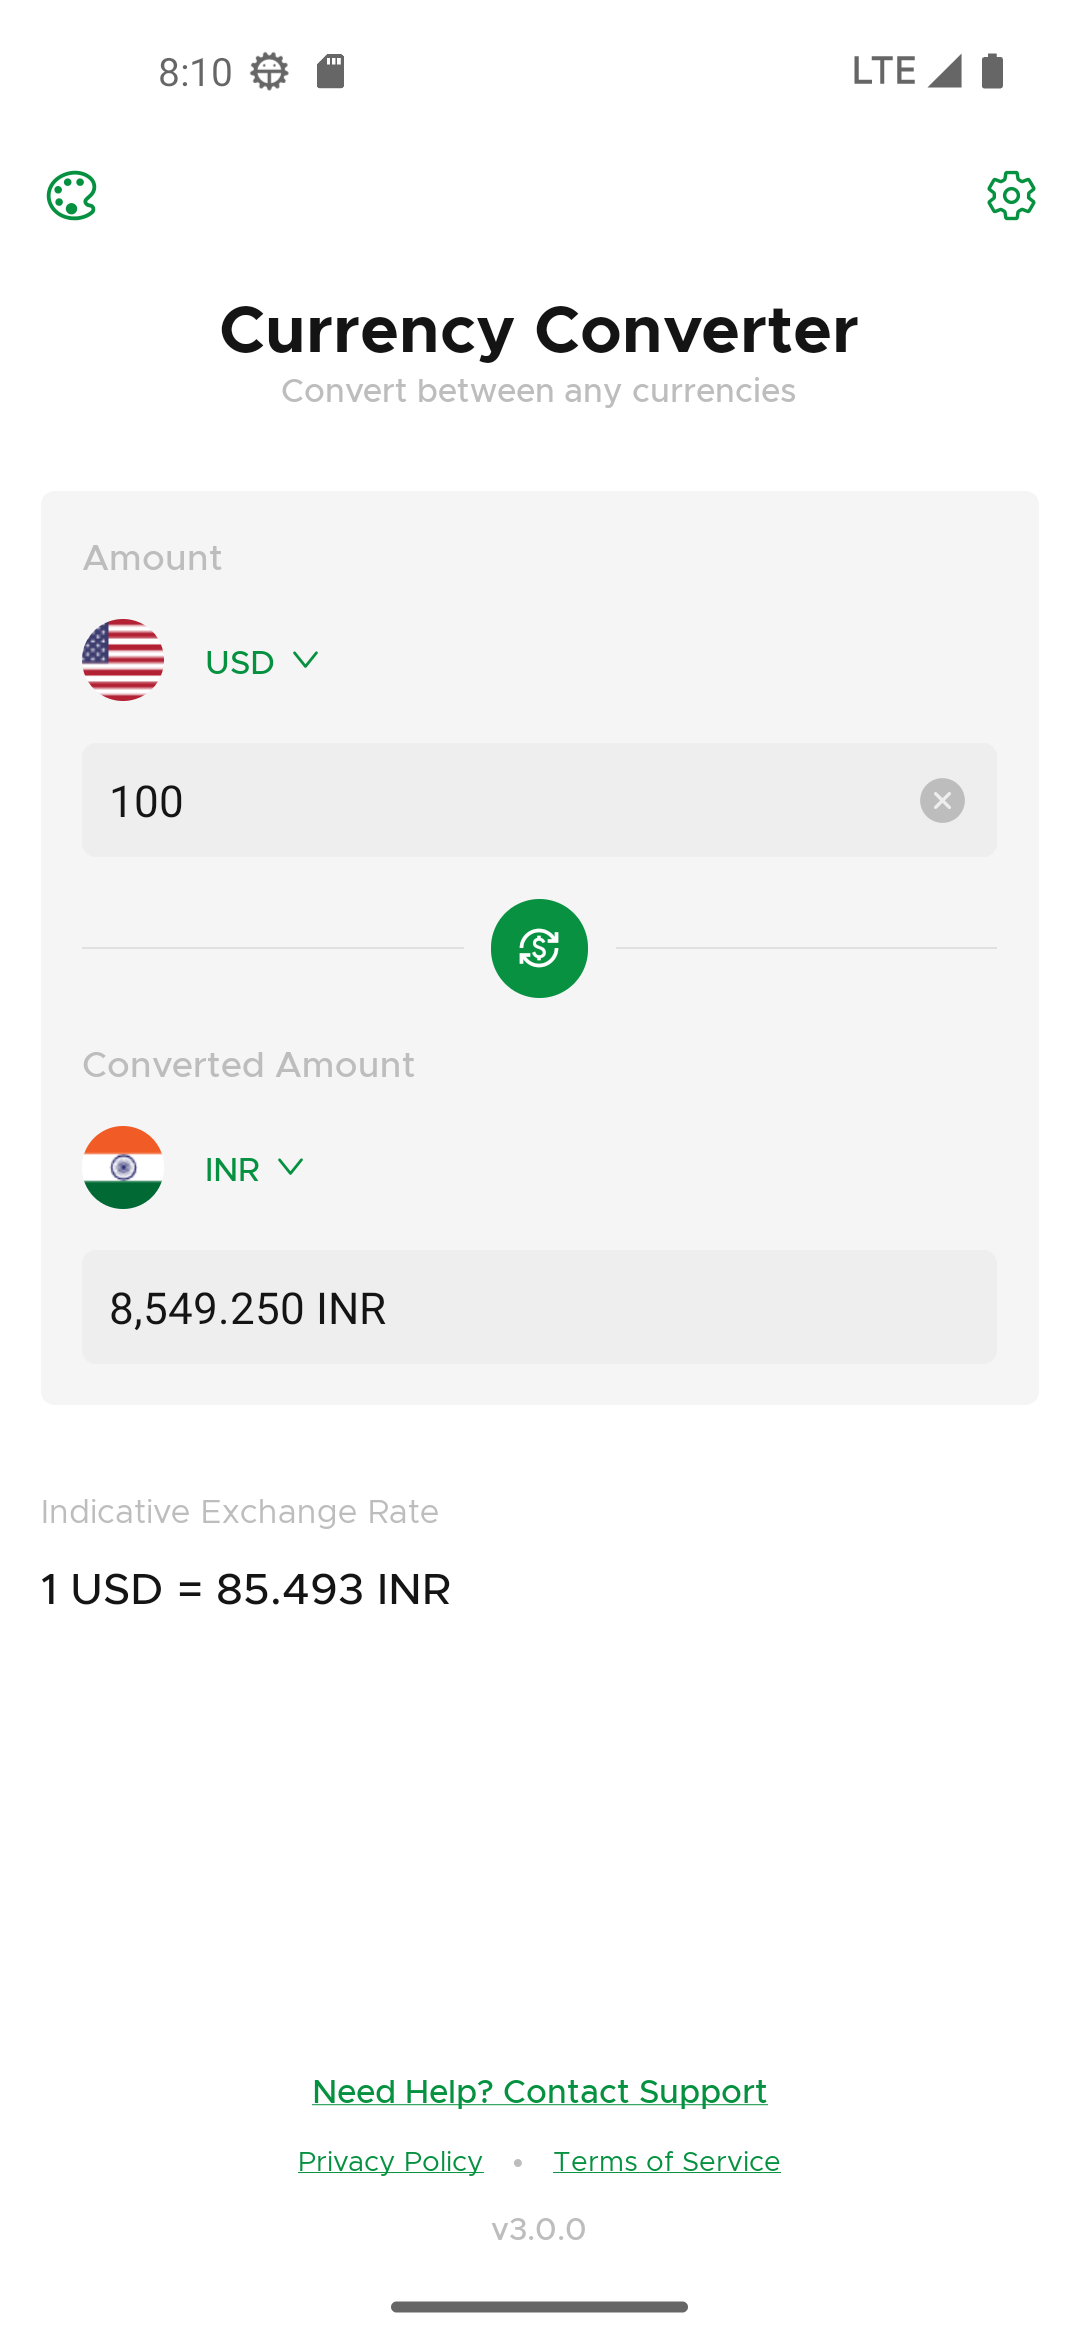 8:10 LTE
Currency Converter
Convert between any currencies
Amount
USD
100
Converted Amount
INR
8,549.250 INR
Indicative Exchange Rate
1 USD = 85.493 INR
Need Help? Contact Support
Privacy Policy • Terms of Service
v3.0.0